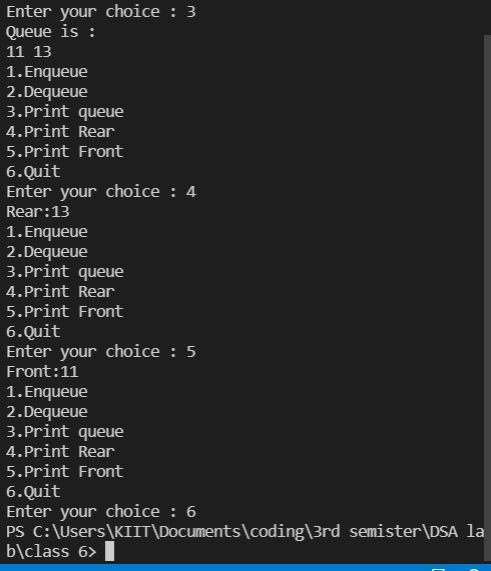 Enter your choice : 3
Queue is :
11 13
1.Enqueue
2.Dequeue
3.Print queue
4.Print Rear
5.Print Front
6.Quit
Enter your choice : 4
Rear:13
1.Enqueue
2.Dequeue
3.Print queue
4.Print Rear
5.Print Front
6.Quit
Enter your choice : 5
Front:11
1.Enqueue
2.Dequeue
3.Print queue
4.Print Rear
5.Print Front
6.Quit
Enter your choice : 6
PS C:\Users\KIIT\Documents\coding\3rd semister\DSA la
b\class 6>